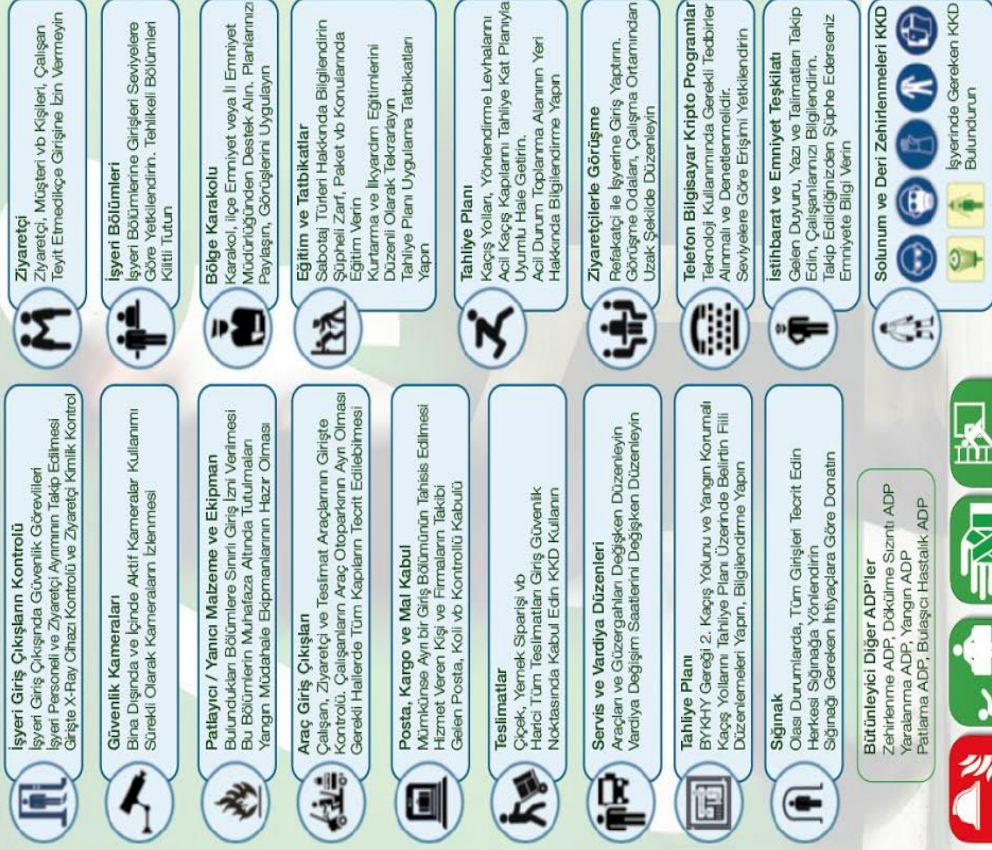 İşyeri Giriş Çıkışların Kontrolü
İşyeri Giriş Çıkışında Güvenlik Görevlileri
İşyeri Personeli ve Ziyaretçi Ayrımının Takip Edilmesi
Girişte X-Ray Cihazı Kontrolü ve Ziyaretçi Kimlik Kontrol
Güvenlik Kameraları
Bina Dışında ve İçinde Aktif Kameralar Kullanımı
Sürekli Olarak Kameraların İzlenmesi
Patlayıcı / Yanıcı Malzeme ve Ekipman
Bulundukları Bölümlere Sınırlı Giriş İzni Verilmesi
Bu Bölümlerin Muhafaza Altında Tutulmaları
Yangın Müdahale Ekipmanlarının Hazır Olması
Araç Giriş Çıkışları
Çalışan, Ziyaretçi ve Teslimat Araçlarının Girişte
Kontrolü. Çalışanların Araç Otoparkının Ayrı Olması
Gerekli Hallerde Tüm Kapıların Tecrit Edilebilmesi
Posta, Kargo ve Mal Kabul
Mümkünse Ayrı bir Giriş Bölümünün Tahsis Edilmesi
Hizmet Veren Kişi ve Firmaların Takibi
Gelen Posta, Koli vb Kontrollü Kabulü
Teslimatlar
Çiçek, Yemek Siparişi vb
Harici Tüm Teslimatları Giriş Güvenlik
Noktasında Kabul Edin KKD Kullanın
Servis ve Vardiya Düzenleri
Araçları ve Güzergahları Değişken Düzenleyin
Vardiya Değişim Saatlerini Değişken Düzenleyin
Tahliye Planı
BYKHY Gereği 2. Kaçış Yolunu ve Yangın Korumalı
Kaçış Yollarını Tahliye Planı Üzerinde Belirtin Fiili
Düzenlemeleri Yapın, Bilgilendirme Yapın
Sığınak
Olası Durumlarda, Tüm Girişleri Tecrit Edin
Herkesi Sığınağa Yönlendirin
Sığınağı Gereken İhtiyaçlara Göre Donatın
Bütünleyici Diğer ADP'ler
Zehirlenme ADP, Dökülme Sızıntı ADP
Yaralanma ADP, Yangın ADP
Patlama ADP, Bulaşıcı Hastalık ADP
Ziyaretçi
Ziyaretçi, Müşteri vb Kişileri, Çalışan
Teyit Etmedikçe Girişine İzin Vermeyin
İşyeri Bölümleri
İşyeri Bölümlerine Girişleri Seviyelere
Göre Yetkilendirin. Tehlikeli Bölümleri
Kilitli Tutun
Bölge Karakolu
Karakol, ilçe Emniyet veya İl Emniyet
Müdürlüğünden Destek Alın. Planlarınızı
Paylaşın, Görüşlerini Uygulayın
Eğitim ve Tatbikatlar
Sabotaj Türleri Hakkında Bilgilendirin
Şüpheli Zarf, Paket vb Konularında
Eğitim Verin
Kurtarma ve İlkyardım Eğitimlerini
Düzenli Olarak Tekrarlayın
Tahliye Planı Uygulama Tatbikatları
Yapın
Tahliye Planı
Kaçış Yolları, Yönlendirme Levhalarını
Acil Kaçış Kapılarını Tahliye Kat Planıyla
Uyumlu Hale Getirin.
Acil Durum Toplanma Alanının Yeri
Hakkında Bilgilendirme Yapın
Ziyaretçilerle Görüşme
Refakatçi ile İşyerine Giriş Yaptırın.
Görüşme Odaları, Çalışma Ortamından
Uzak Şekilde Düzenleyin
Telefon Bilgisayar Kripto Programlar
Teknoloji Kullanımında Gerekli Tedbirler
Alınmalı ve Denetlenmelidir.
Seviyelere Göre Erişimi Yetkilendirin
İstihbarat ve Emniyet Teşkilatı
Gelen Duyuru, Yazı ve Talimatları Takip
Edin, Çalışanlarınızı Bilgilendirin.
Takip Edildiğinizden Şüphe Ederseniz
Emniyete Bilgi Verin
Solunum ve Deri Zehirlenmeleri KKD
İşyerinde Gereken KKD
Bulundurun